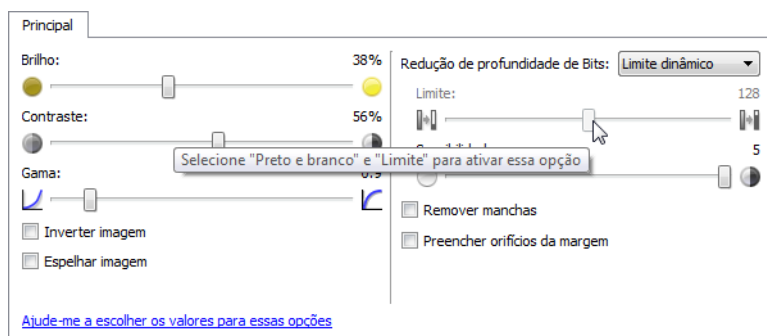 Principal
Brilho: 38%
Contraste: 56%
Gama:
Inverter imagem
Espelhar imagem
Ajude-me a escolher os valores para essas opções
Redução de profundidade de Bits: Limite dinâmico
Limite: 128
Selecione "Preto e branco" e "Limite" para ativar essa opção
5
Remover manchas
Preencher orifícios da margem